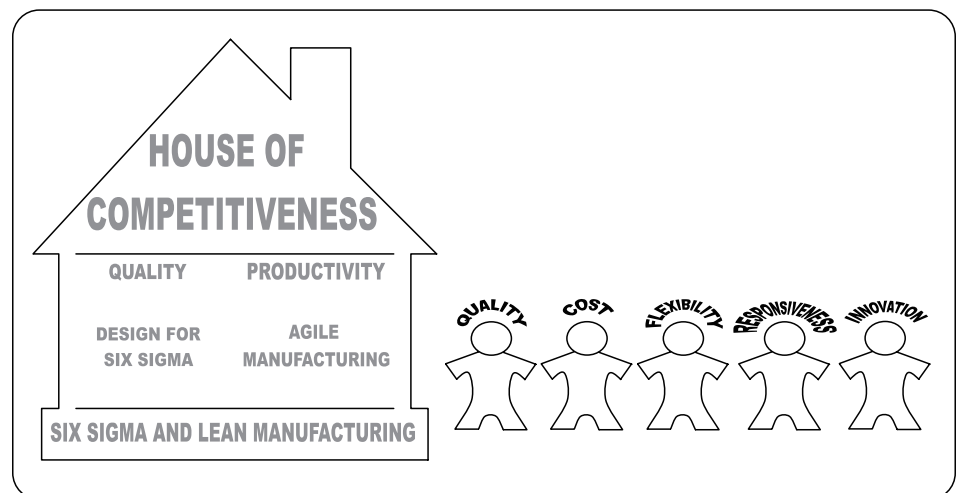 HOUSE OF
COMPETITIVENESS
QUALITY PRODUCTIVITY
DESIGN FOR
SIX SIGMA
AGILE
MANUFACTURING
SIX SIGMA AND LEAN MANUFACTURING
QUALITY
COST
FLEXIBILITY
RESPONSIVENESS
INNOVATION